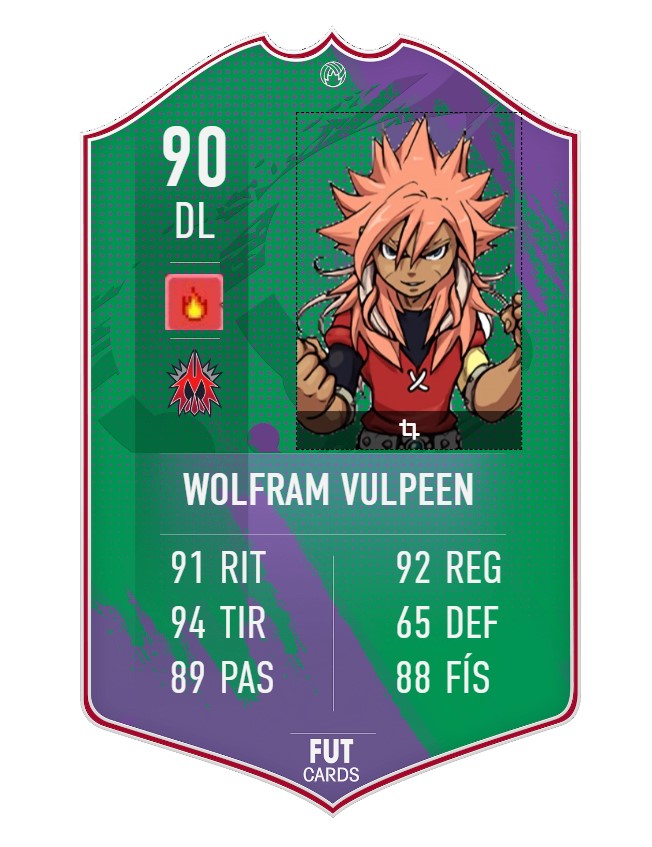 90
DL
WOLFRAM VULPEEN
91 RIT
92 REG
94 TIR
65 DEF
89 PAS
88 FÍS
FUT
CARDS